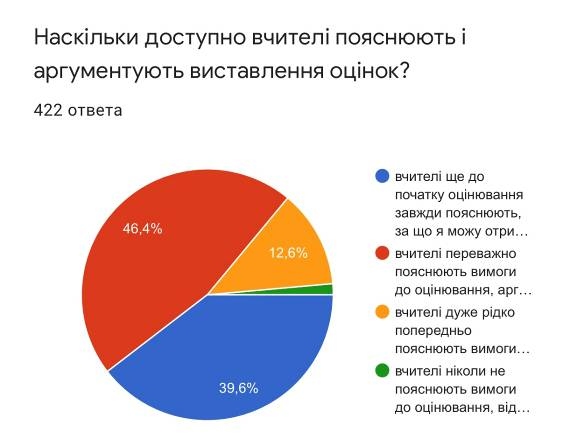 Наскільки доступно вчителі пояснюють і
аргументують виставлення оцінок?
422 ответа
46,4%
12,6%
39,6%
вчителі ще до
початку оцінювання
завжди пояснюють,
за що я можу отри…
вчителі переважно
пояснюють вимоги
до оцінювання, арг…
вчителі дуже рідко
попередньо
пояснюють вимоги…
вчителі ніколи не
пояснюють вимоги
до оцінювання, від…